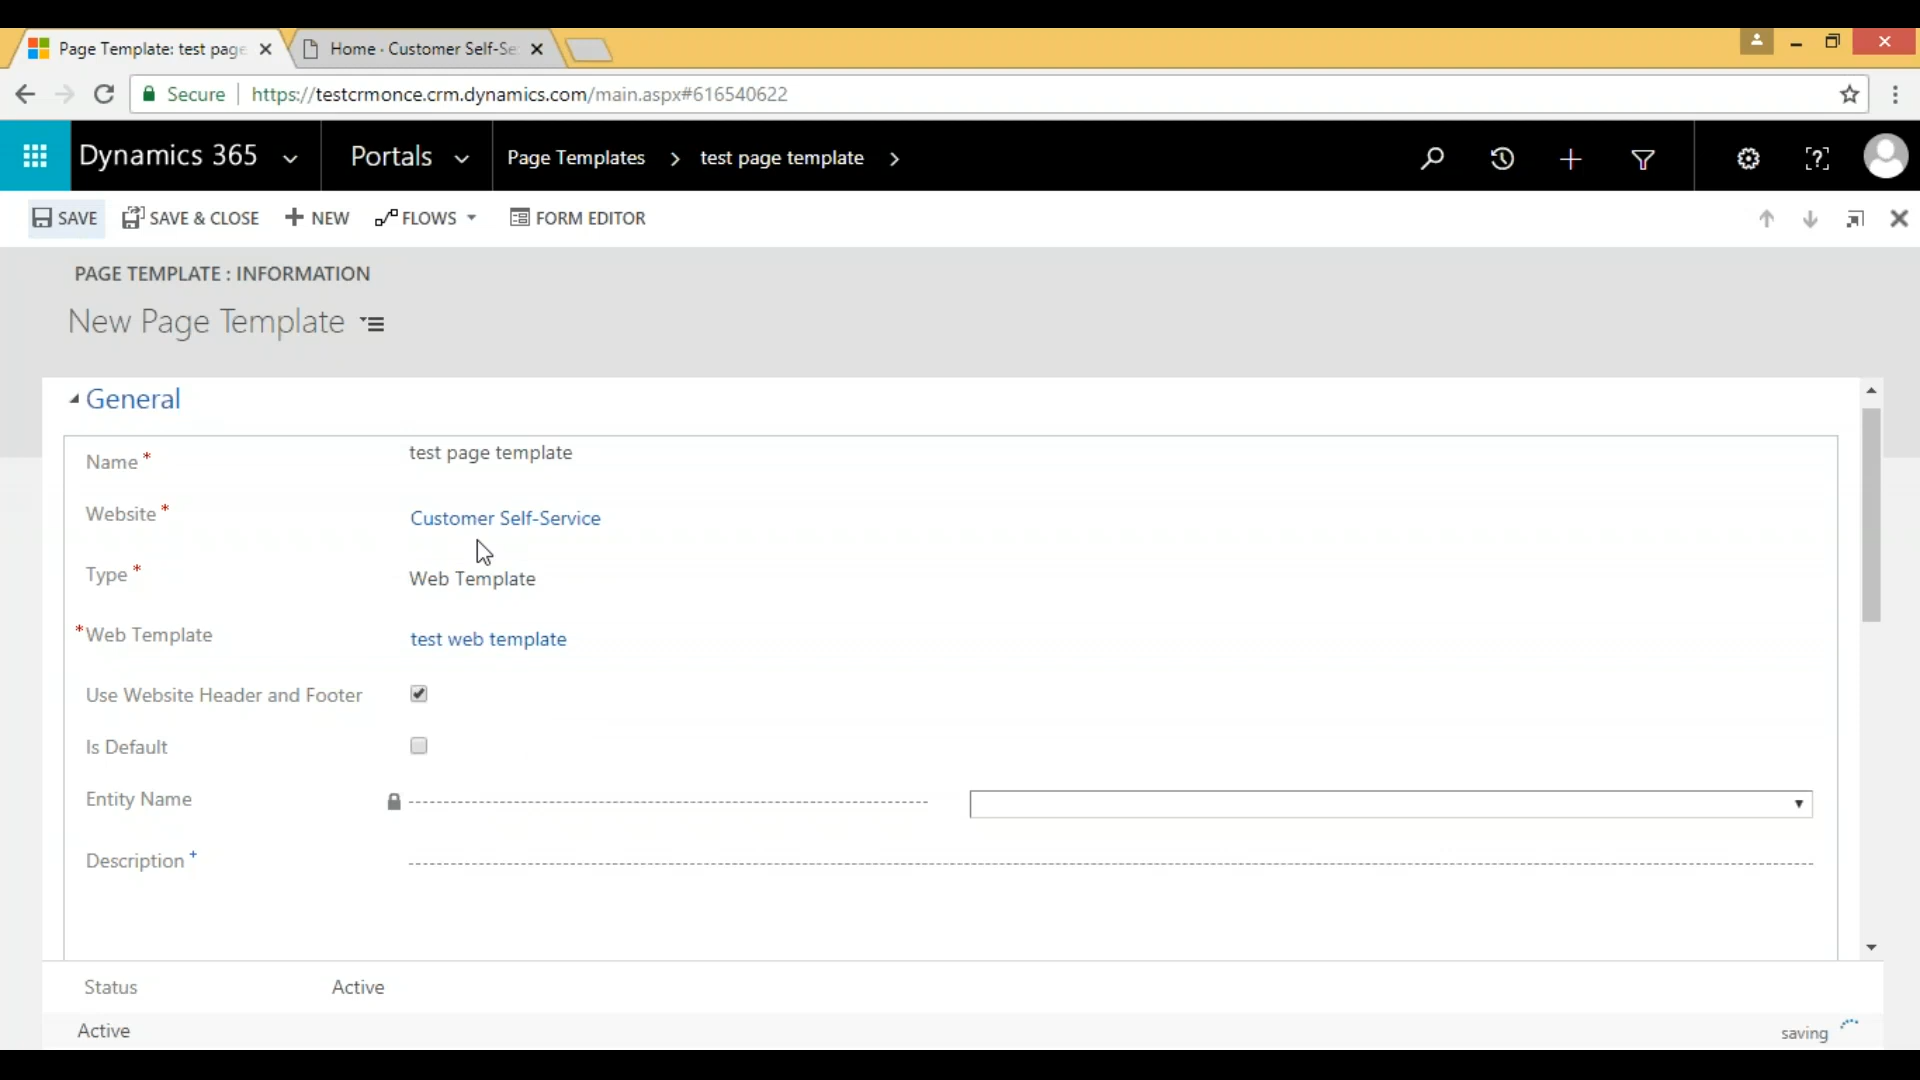 Page Template: test page
Home · Customer Self-Se
Secure
https://testcrmonce.crm.dynamics.com/main.aspx#616540622
Dynamics 365
Portals
Page Templates > test page template >
SAVE
SAVE & CLOSE
NEW
FLOWS
FORM EDITOR
PAGE TEMPLATE : INFORMATION
New Page Template
General
Name * test page template
Website * Customer Self-Service
Type * Web Template
* Web Template test web template
Use Website Header and Footer
Is Default
Entity Name
Description +
Status Active
Active
saving